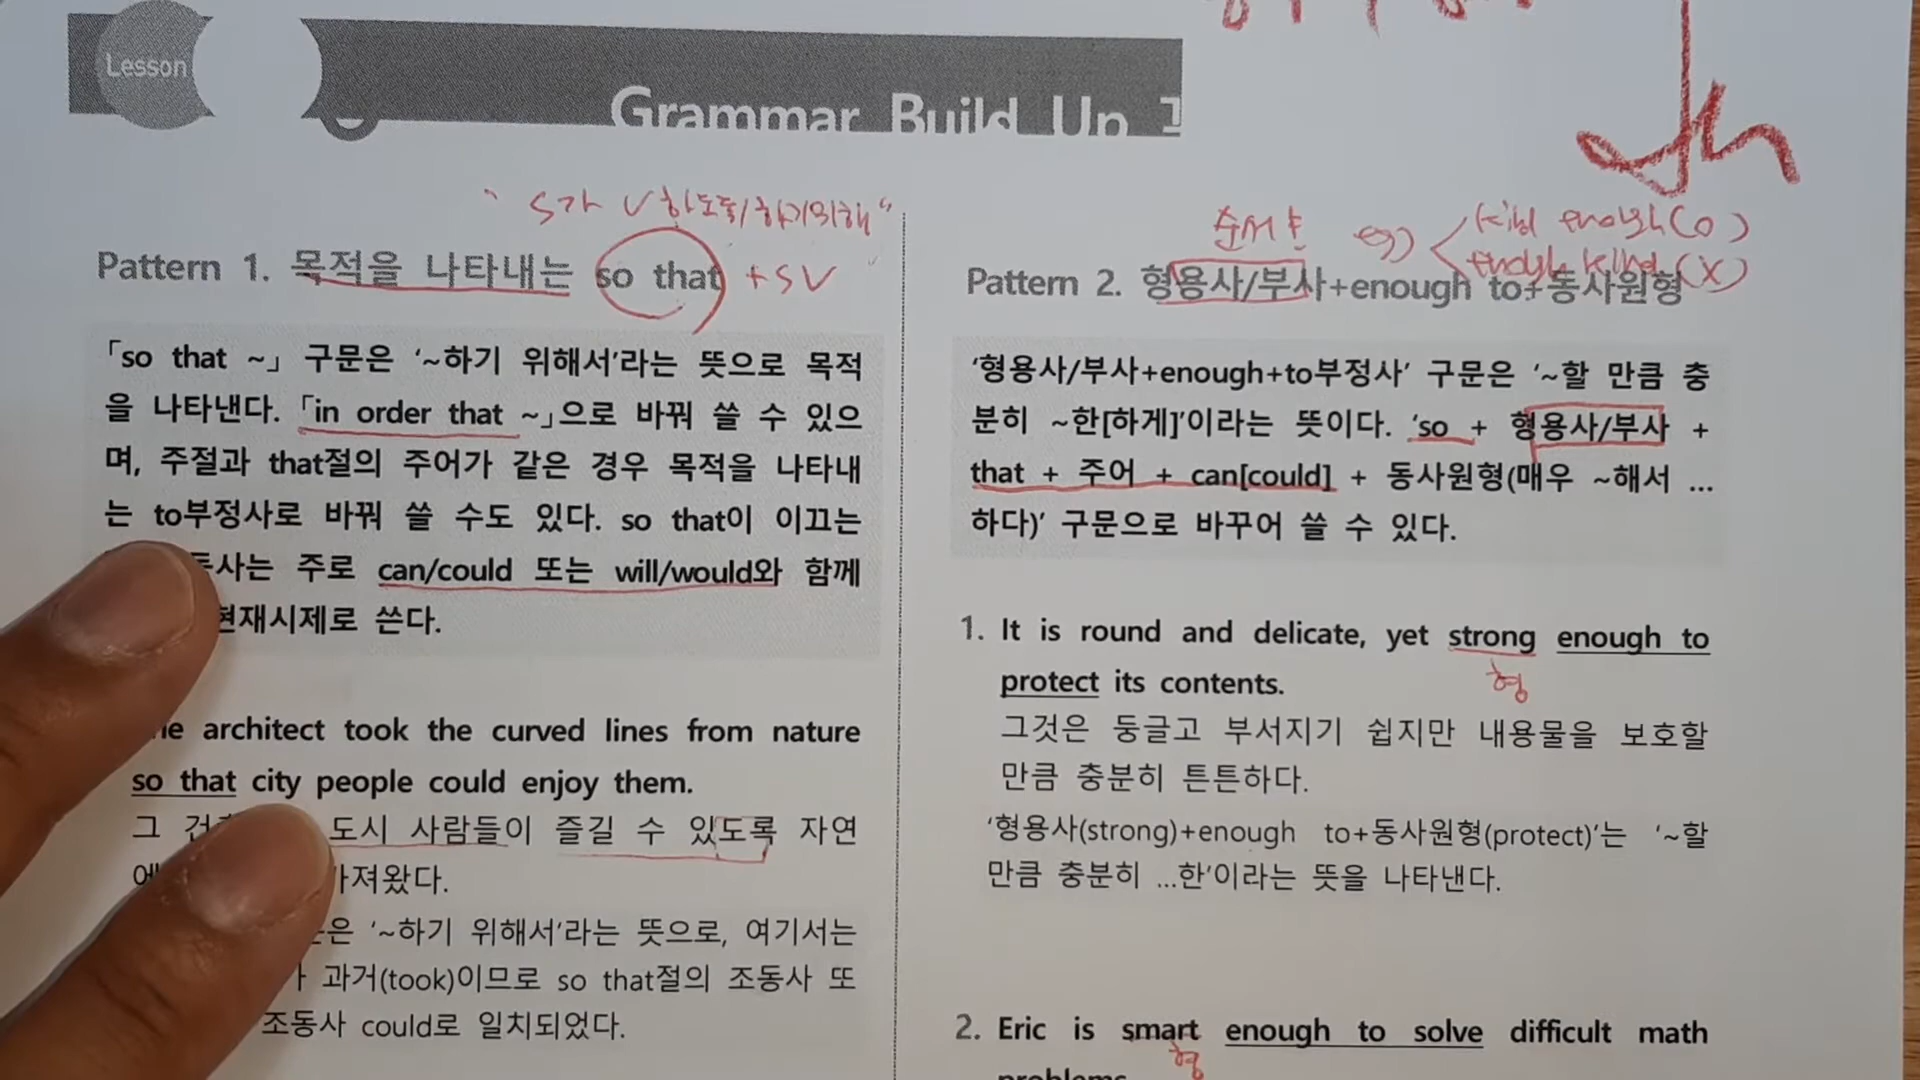 Lesson
Grammar Build Up
" S가 V하도록/하기위해 "
Pattern 1. 목적을 나타내는 so that + S V
「so that ~」 구문은 ‘~하기 위해서’라는 뜻으로 목적
을 나타낸다. 「in order that ~」으로 바꿔 쓸 수 있으
며, 주절과 that절의 주어가 같은 경우 목적을 나타내
는 to부정사로 바꿔 쓸 수도 있다. so that이 이끄는
동사는 주로 can/could 또는 will/would와 함께
현재시제로 쓴다.
architect took the curved lines from nature
so that city people could enjoy them.
그 도시 사람들이 즐길 수 있도록 자연
에 가져왔다.
은 ‘~하기 위해서’라는 뜻으로, 여기서는
가 과거(took)이므로 so that절의 조동사 또
조동사 could로 일치되었다.
순서! eg) kind enough (O)
enough kind (X)
Pattern 2. 형용사/부사+enough to+동사원형
‘형용사/부사+enough+to부정사’ 구문은 ‘~할 만큼 충
분히 ~한[하게]’이라는 뜻이다. ‘so + 형용사/부사 +
that + 주어 + can[could] + 동사원형(매우 ~해서 ...
하다)’ 구문으로 바꾸어 쓸 수 있다.
1. It is round and delicate, yet strong enough to
protect its contents.
형
그것은 둥글고 부서지기 쉽지만 내용물을 보호할
만큼 충분히 튼튼하다.
‘형용사(strong)+enough to+동사원형(protect)’는 ‘~할
만큼 충분히 ...한’이라는 뜻을 나타낸다.
2. Eric is smart enough to solve difficult math
형
problems.